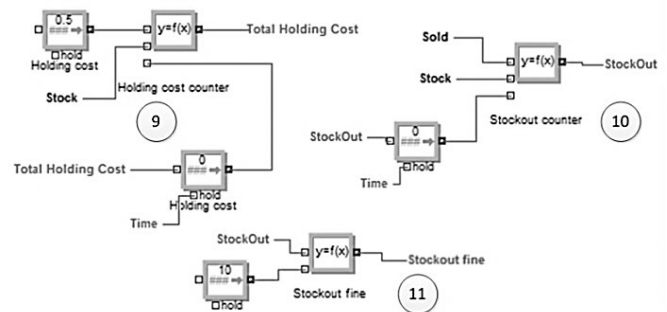 0.5
###
hold
Holding cost
y=f(x)
Total Holding Cost
Stock
Holding cost counter
9
Total Holding Cost
0
###
hold
Holding cost
Time
Sold
Stock
y=f(x)
StockOut
Stockout counter
10
StockOut
0
###
hold
Time
StockOut
y=f(x)
Stockout fine
10
###
hold
Stockout fine
11